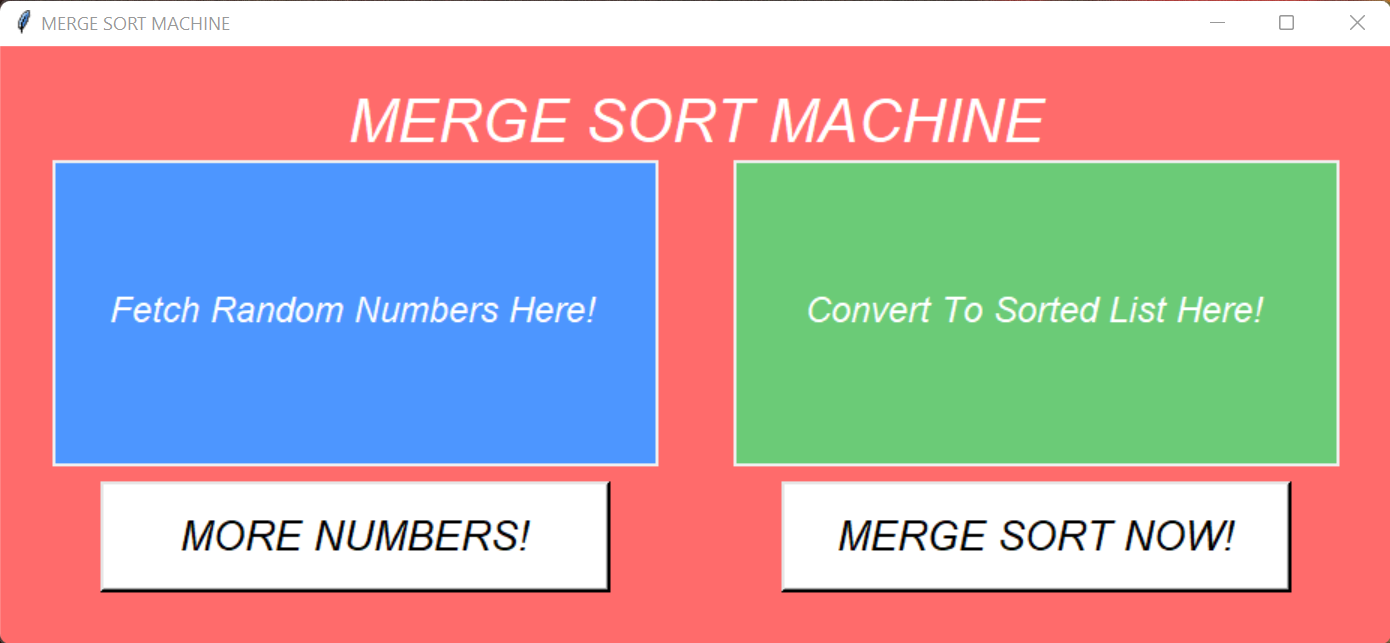 MERGE SORT MACHINE
MERGE SORT MACHINE
Fetch Random Numbers Here!
Convert To Sorted List Here!
MORE NUMBERS!
MERGE SORT NOW!